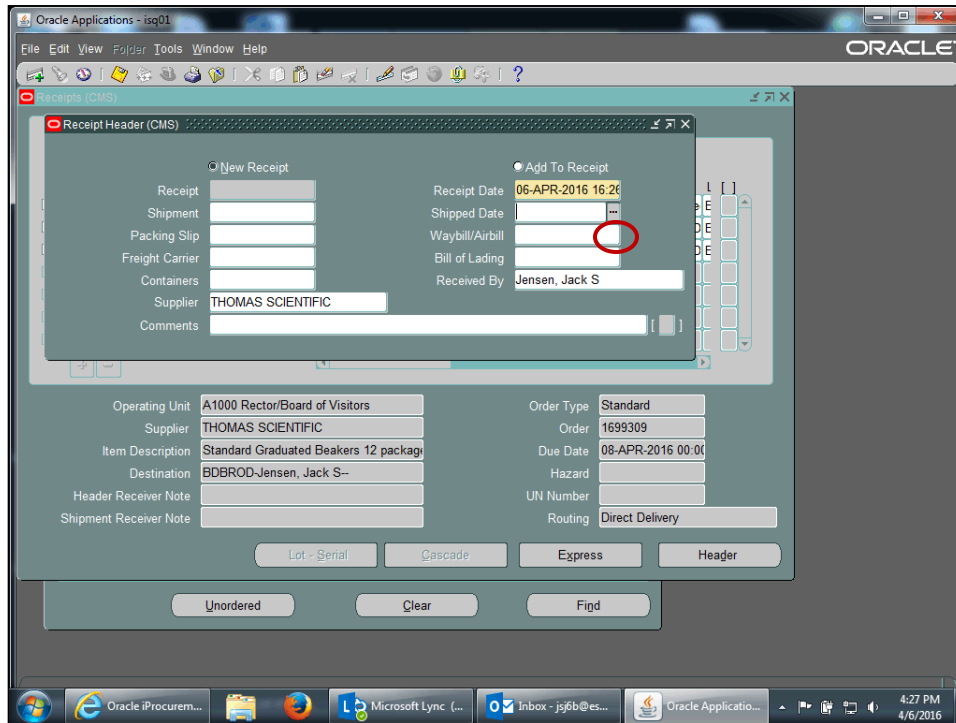 Oracle Applications - isq01
File Edit View Folder Tools Window Help
ORACLE
Receipts (CMS)
Receipt Header (CMS)
New Receipt Add To Receipt
Receipt Receipt Date 06-APR-2016 16:26
Shipment Shipped Date ...
Packing Slip Waybill/Airbill
Freight Carrier Bill of Lading
Containers Received By Jensen, Jack S
Supplier THOMAS SCIENTIFIC
Comments [ ]
L [ ]
E
E
E
Operating Unit A1000 Rector/Board of Visitors Order Type Standard
Supplier THOMAS SCIENTIFIC Order 1699309
Item Description Standard Graduated Beakers 12 package Due Date 08-APR-2016 00:00
Destination BDBROD-Jensen, Jack S-- Hazard
Header Receiver Note UN Number
Shipment Receiver Note Routing Direct Delivery
Lot - Serial Cascade Express Header
Unordered Clear Find
Oracle iProcurem... Microsoft Lync (... Inbox - jsj6b@es... Oracle Applicatio... 4:27 PM
4/6/2016